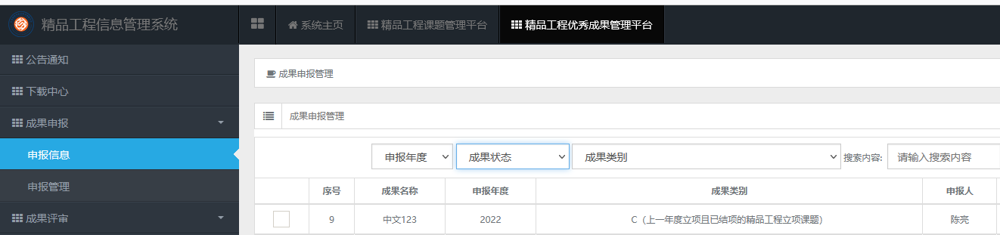 精品工程信息管理系统
系统主页 精品工程课题管理平台 精品工程优秀成果管理平台
公告通知
下载中心
成果申报
申报信息
申报管理
成果评审
成果申报管理
成果申报管理
申报年度 成果状态 成果类别 搜索内容: 请输入搜索内容
序号 成果名称 申报年度 成果类别 申报人
9 中文123 2022 C（上一年度立项且已结项的精品工程立项课题） 陈亮